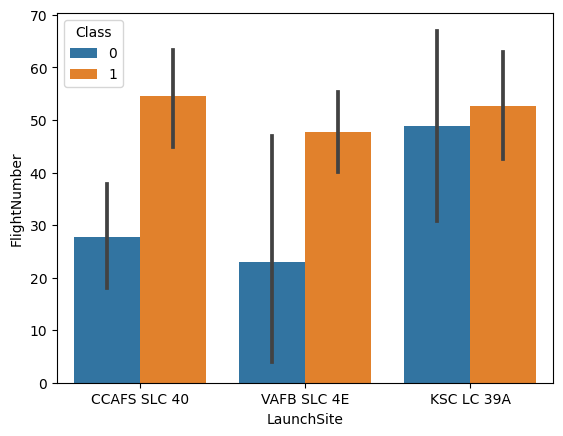 Class
0
1
FlightNumber
70
60
50
40
30
20
10
0
CCAFS SLC 40
VAFB SLC 4E
KSC LC 39A
LaunchSite